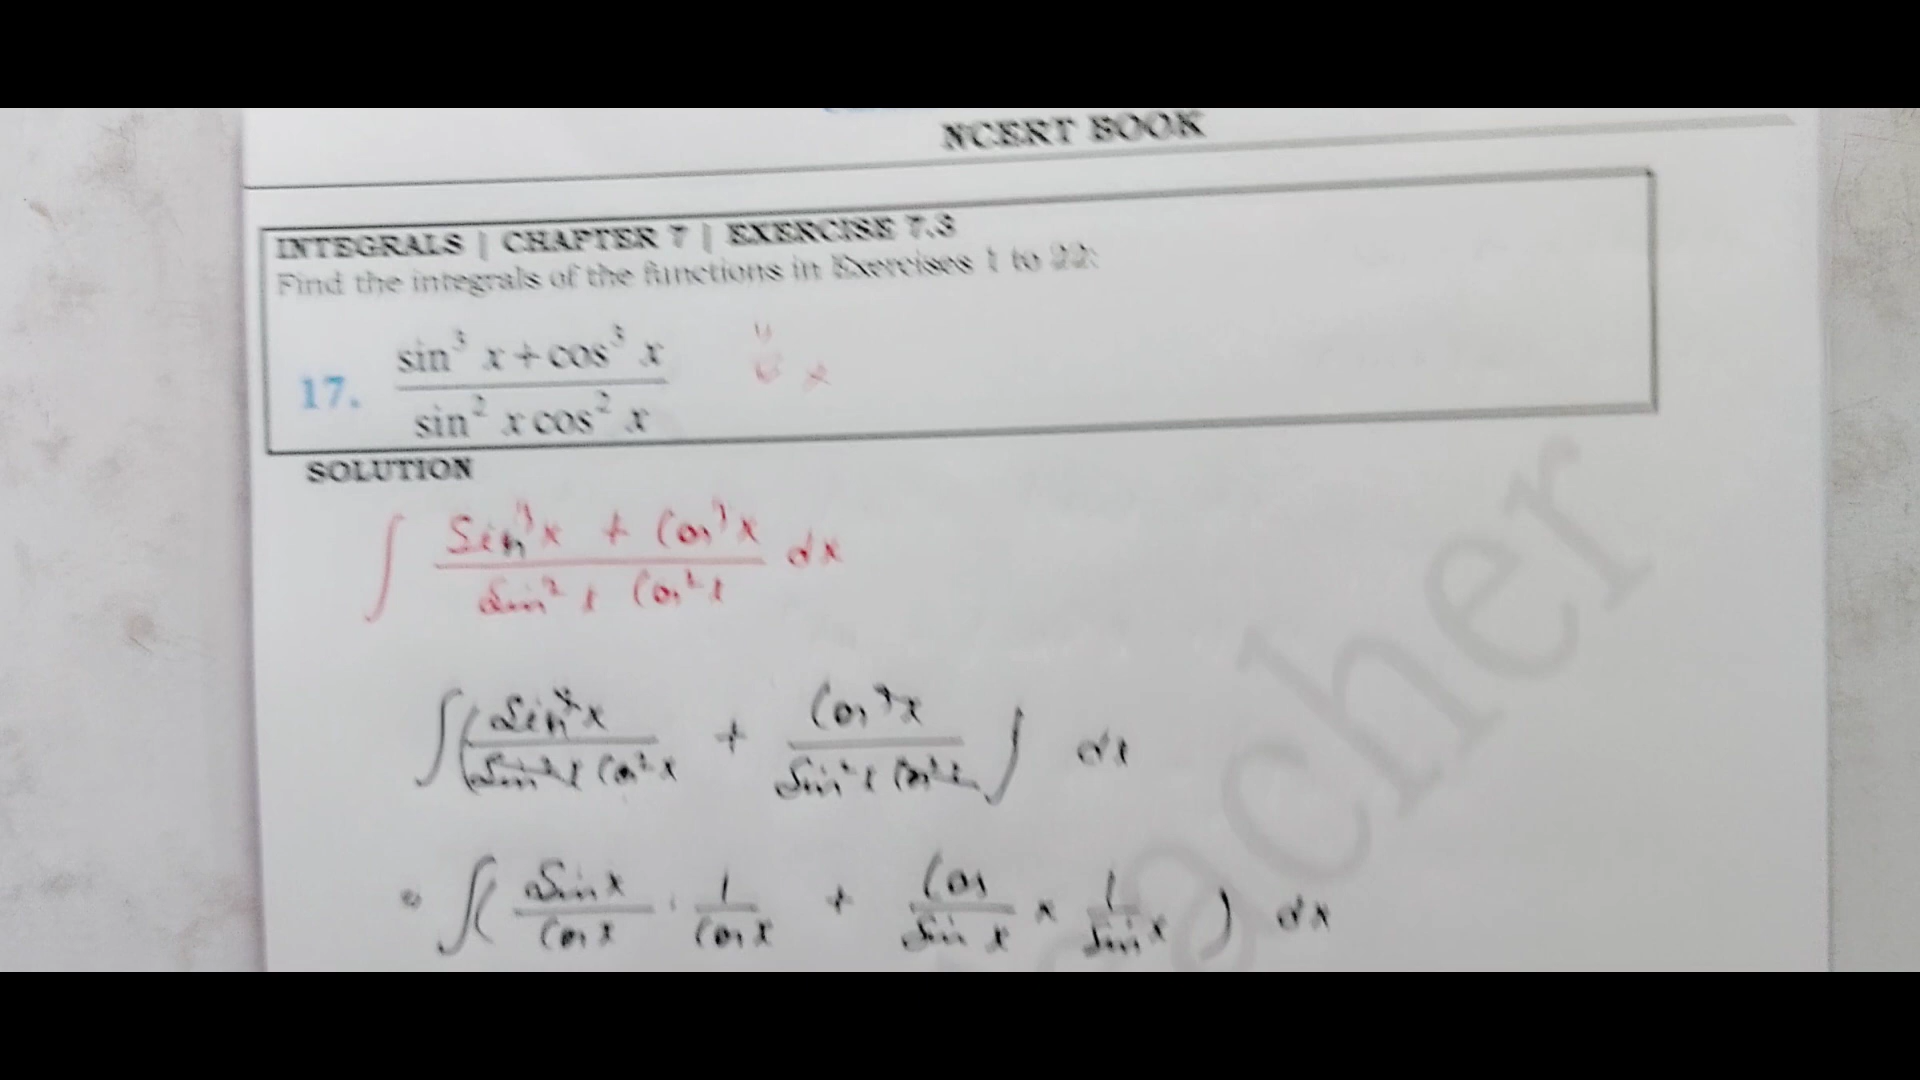 NCERT BOOK
INTEGRALS | CHAPTER 7 | EXERCISE 7.3
Find the integrals of the functions in Exercises 1 to 22:
17. sin³ x + cos³ x / sin² x cos² x
SOLUTION
∫ Sin³x + Cos³x / Sin²x Cos²x dx
∫( Sin³x / Sin²x Cos²x + Cos³x / Sin²x Cos²x ) dx
= ∫( Sin x / Cos x · 1 / Cos x + Cos / Sin x × 1 / Sin x ) dx
acher